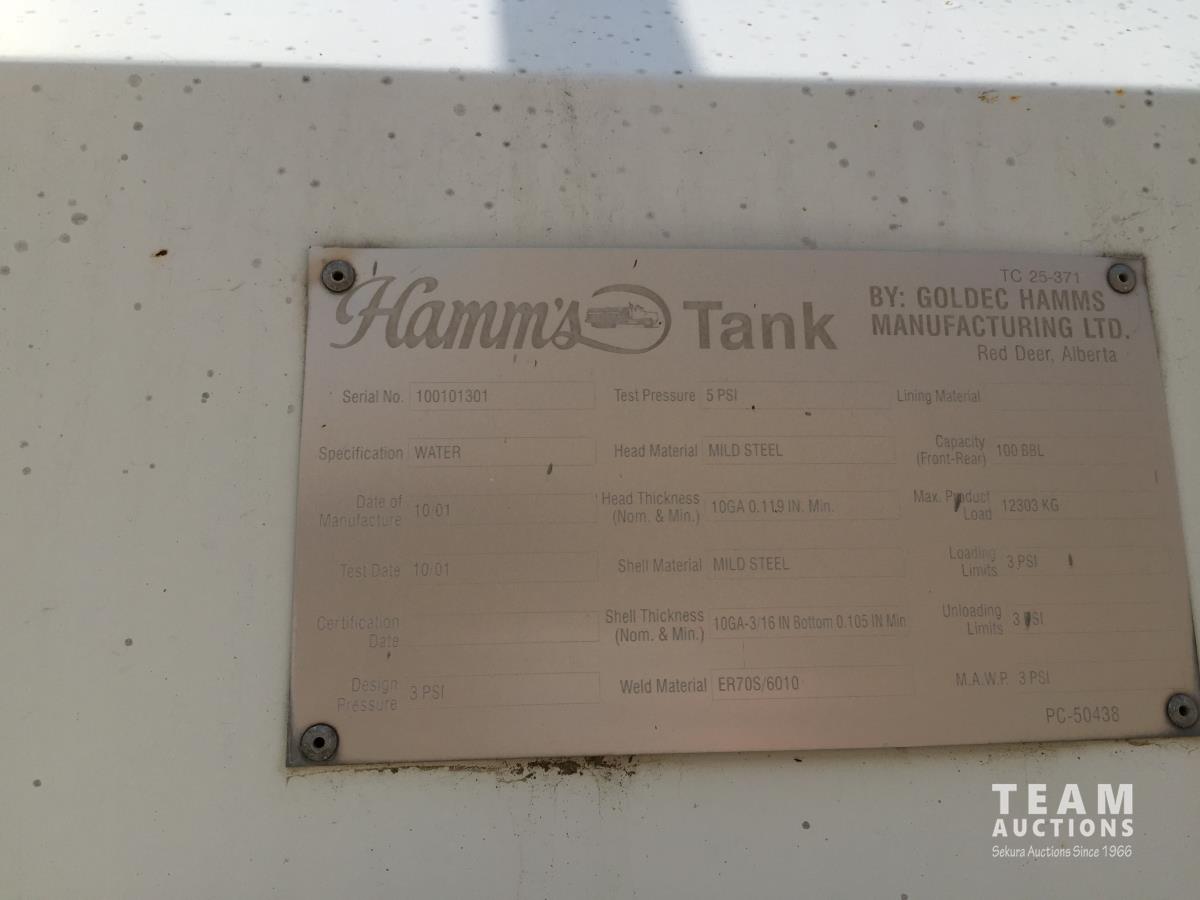 Hamm's Tank
TC 25-371
BY: GOLDEC HAMMS
MANUFACTURING LTD.
Red Deer, Alberta
Serial No. 100101301
Test Pressure 5 PSI
Lining Material
Specification WATER
Head Material MILD STEEL
Capacity
(Front-Rear) 100 BBL
Date of
Manufacture 10/01
Head Thickness
(Nom. & Min.) 10GA 0.119 IN. Min.
Max. Product
Load 12303 KG
Test Date 10/01
Shell Material MILD STEEL
Loading
Limits 3 PSI
Certification
Date
Shell Thickness
(Nom. & Min.) 10GA-3/16 IN Bottom 0.105 IN Min
Unloading
Limits 3 PSI
Design
Pressure 3 PSI
Weld Material ER70S/6010
M.A.W.P. 3 PSI
PC-50438
TEAM
AUCTIONS
Sekura Auctions Since 1966